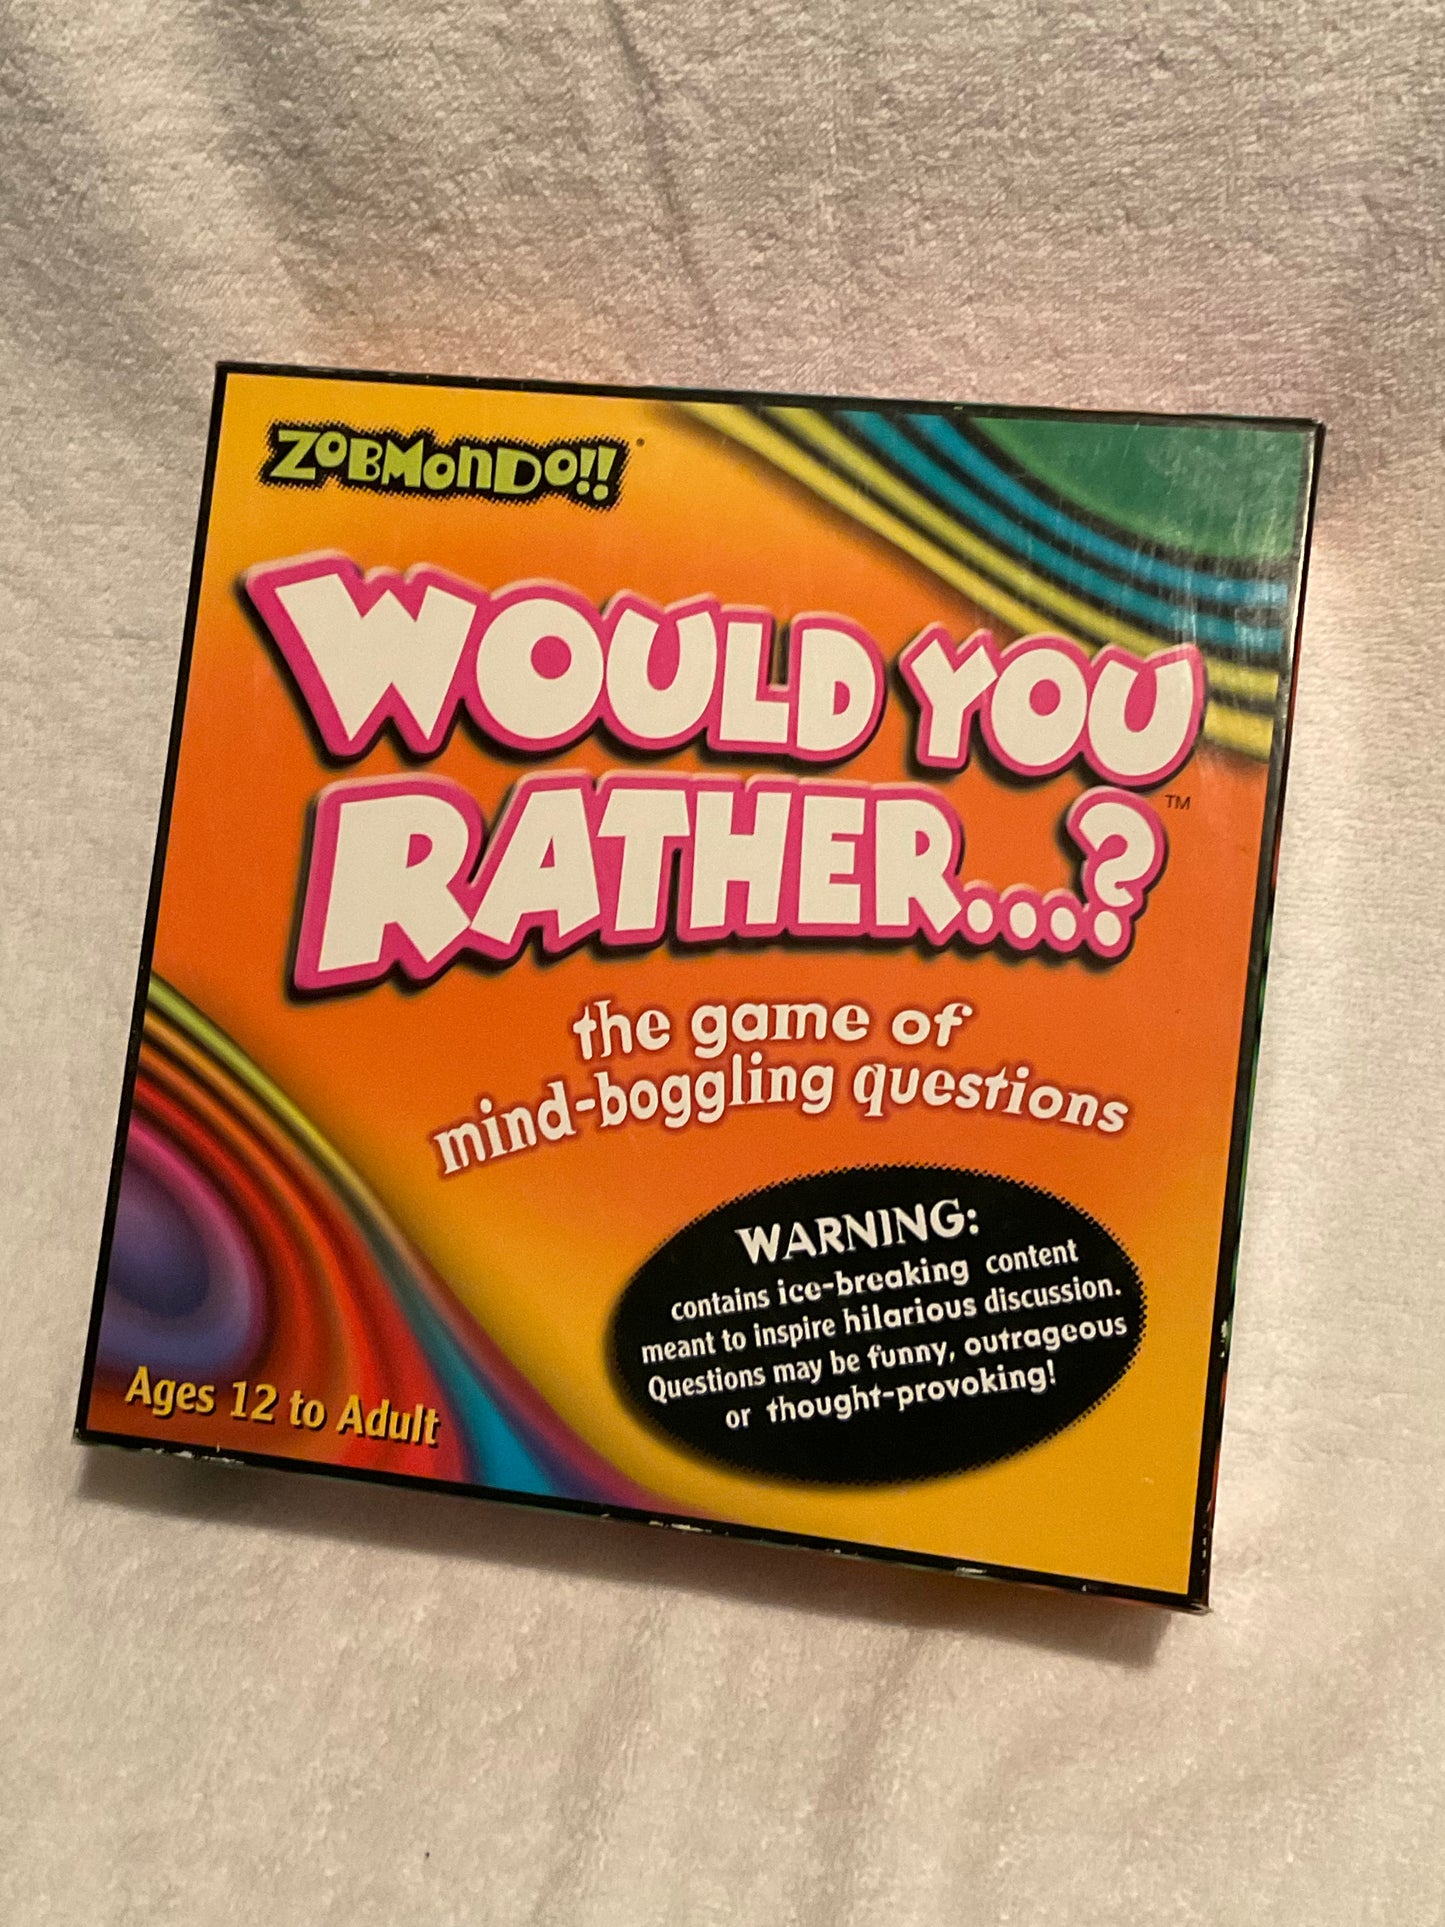 ZOBMONDO!!
WOULD YOU
RATHER...?™
the game of
mind-boggling questions
WARNING:
contains ice-breaking content
meant to inspire hilarious discussion.
Questions may be funny, outrageous
or thought-provoking!
Ages 12 to Adult